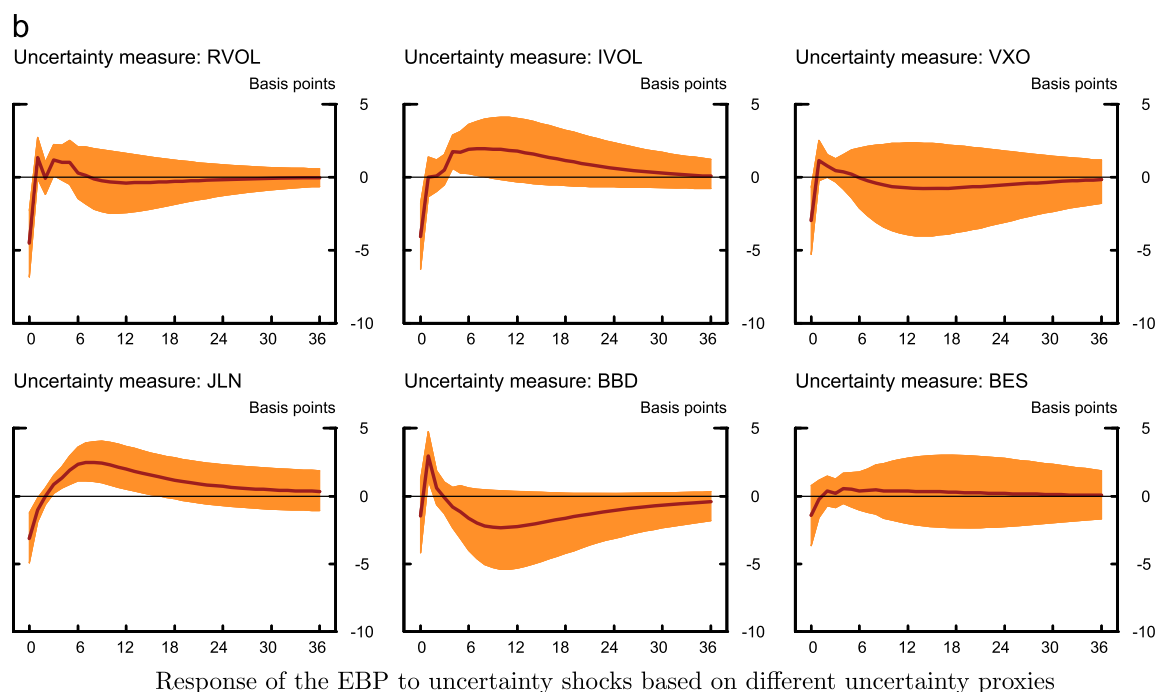 b
Uncertainty measure: RVOL
Uncertainty measure: IVOL
Uncertainty measure: VXO
Basis points
Basis points
Basis points
5
5
5
0
0
0
-5
-5
-5
-10
-10
-10
0 6 12 18 24 30 36
0 6 12 18 24 30 36
0 6 12 18 24 30 36
Uncertainty measure: JLN
Uncertainty measure: BBD
Uncertainty measure: BES
Basis points
Basis points
Basis points
5
5
5
0
0
0
-5
-5
-5
-10
-10
-10
0 6 12 18 24 30 36
0 6 12 18 24 30 36
0 6 12 18 24 30 36
Response of the EBP to uncertainty shocks based on different uncertainty proxies